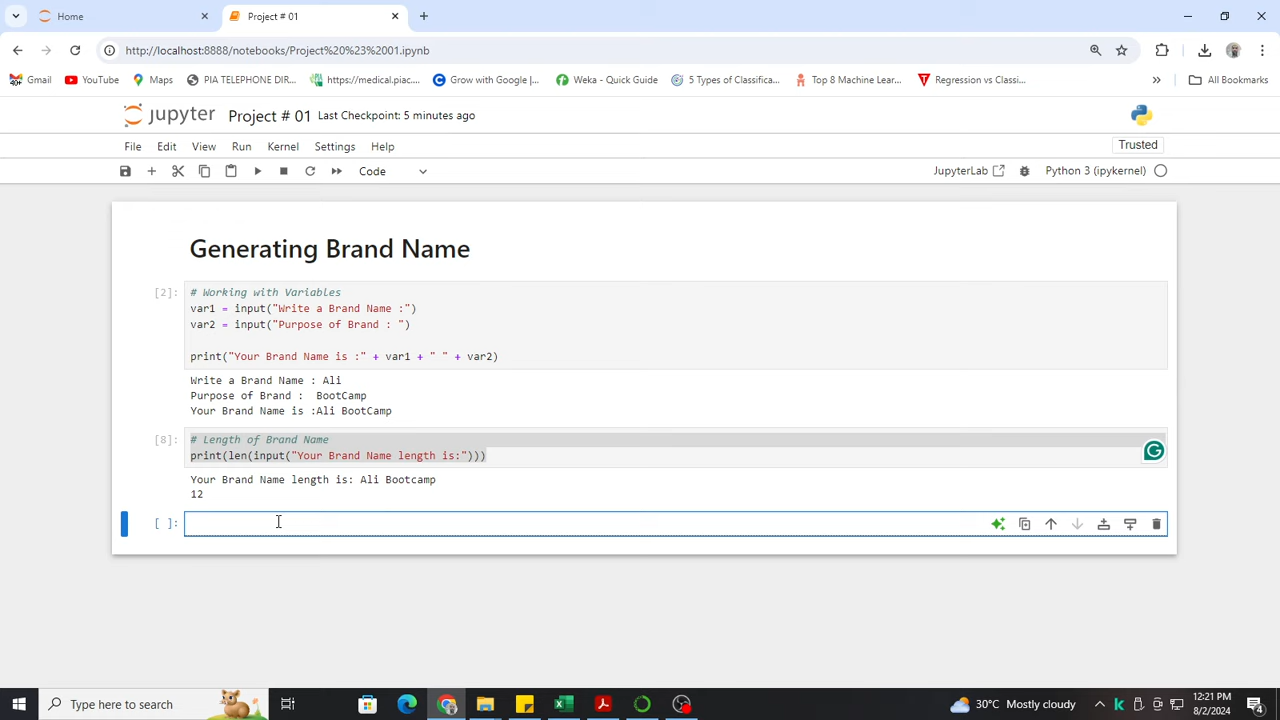 Home
Project # 01
http://localhost:8888/notebooks/Project%20%23%2001.ipynb
Gmail
YouTube
Maps
PIA TELEPHONE DIR...
https://medical.piac...
Grow with Google |...
Weka - Quick Guide
5 Types of Classifica...
Top 8 Machine Lear...
Regression vs Classi...
All Bookmarks
jupyter Project # 01 Last Checkpoint: 5 minutes ago
File Edit View Run Kernel Settings Help
Trusted
Code
JupyterLab
Python 3 (ipykernel)
Generating Brand Name
[2]:
# Working with Variables
var1 = input("Write a Brand Name :")
var2 = input("Purpose of Brand : ")
print("Your Brand Name is :" + var1 + " " + var2)
Write a Brand Name : Ali
Purpose of Brand :  BootCamp
Your Brand Name is :Ali BootCamp
[8]:
# Length of Brand Name
print(len(input("Your Brand Name length is:")))
Your Brand Name length is: Ali Bootcamp
12
[ ]:
Type here to search
30°C Mostly cloudy
12:21 PM
8/2/2024
4